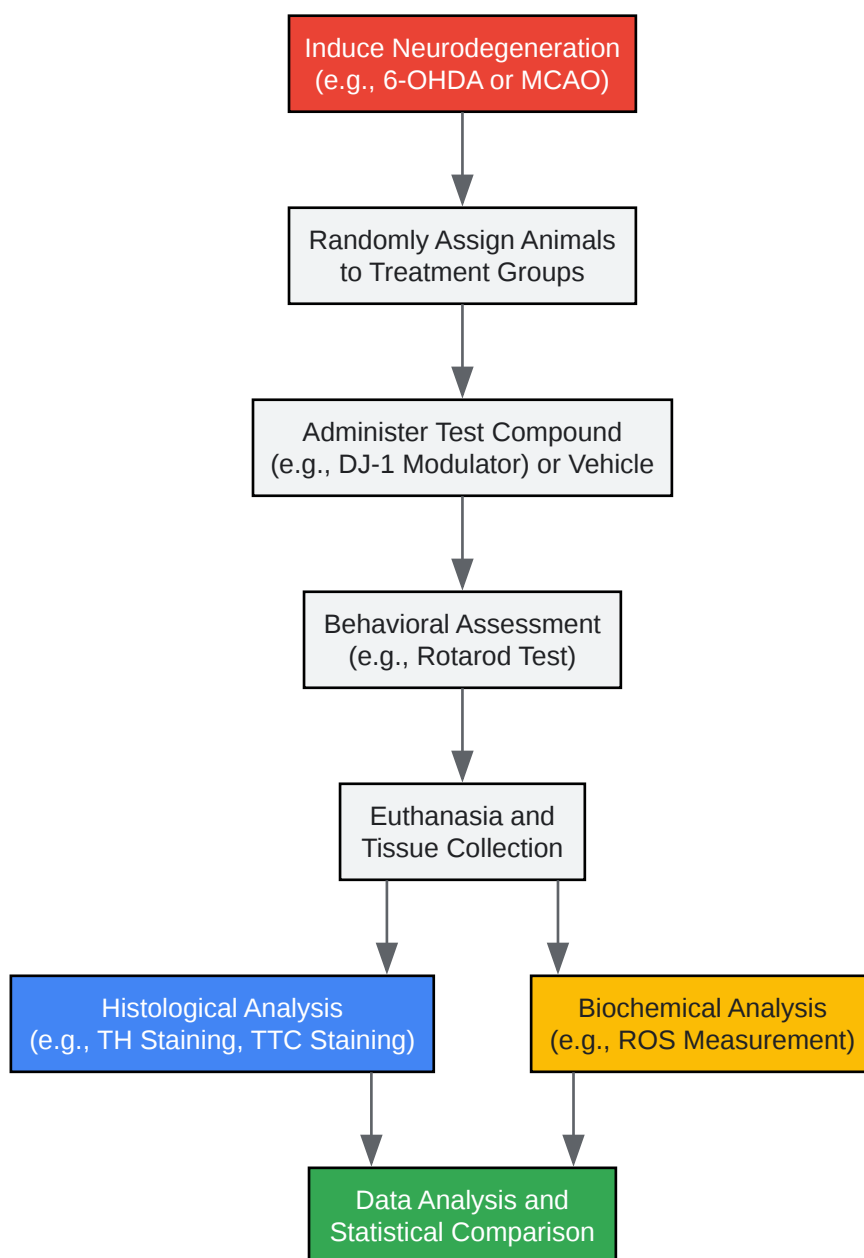 Induce Neurodegeneration
(e.g., 6-OHDA or MCAO)
Randomly Assign Animals
to Treatment Groups
Administer Test Compound
(e.g., DJ-1 Modulator) or Vehicle
Behavioral Assessment
(e.g., Rotarod Test)
Euthanasia and
Tissue Collection
Histological Analysis
(e.g., TH Staining, TTC Staining)
Biochemical Analysis
(e.g., ROS Measurement)
Data Analysis and
Statistical Comparison